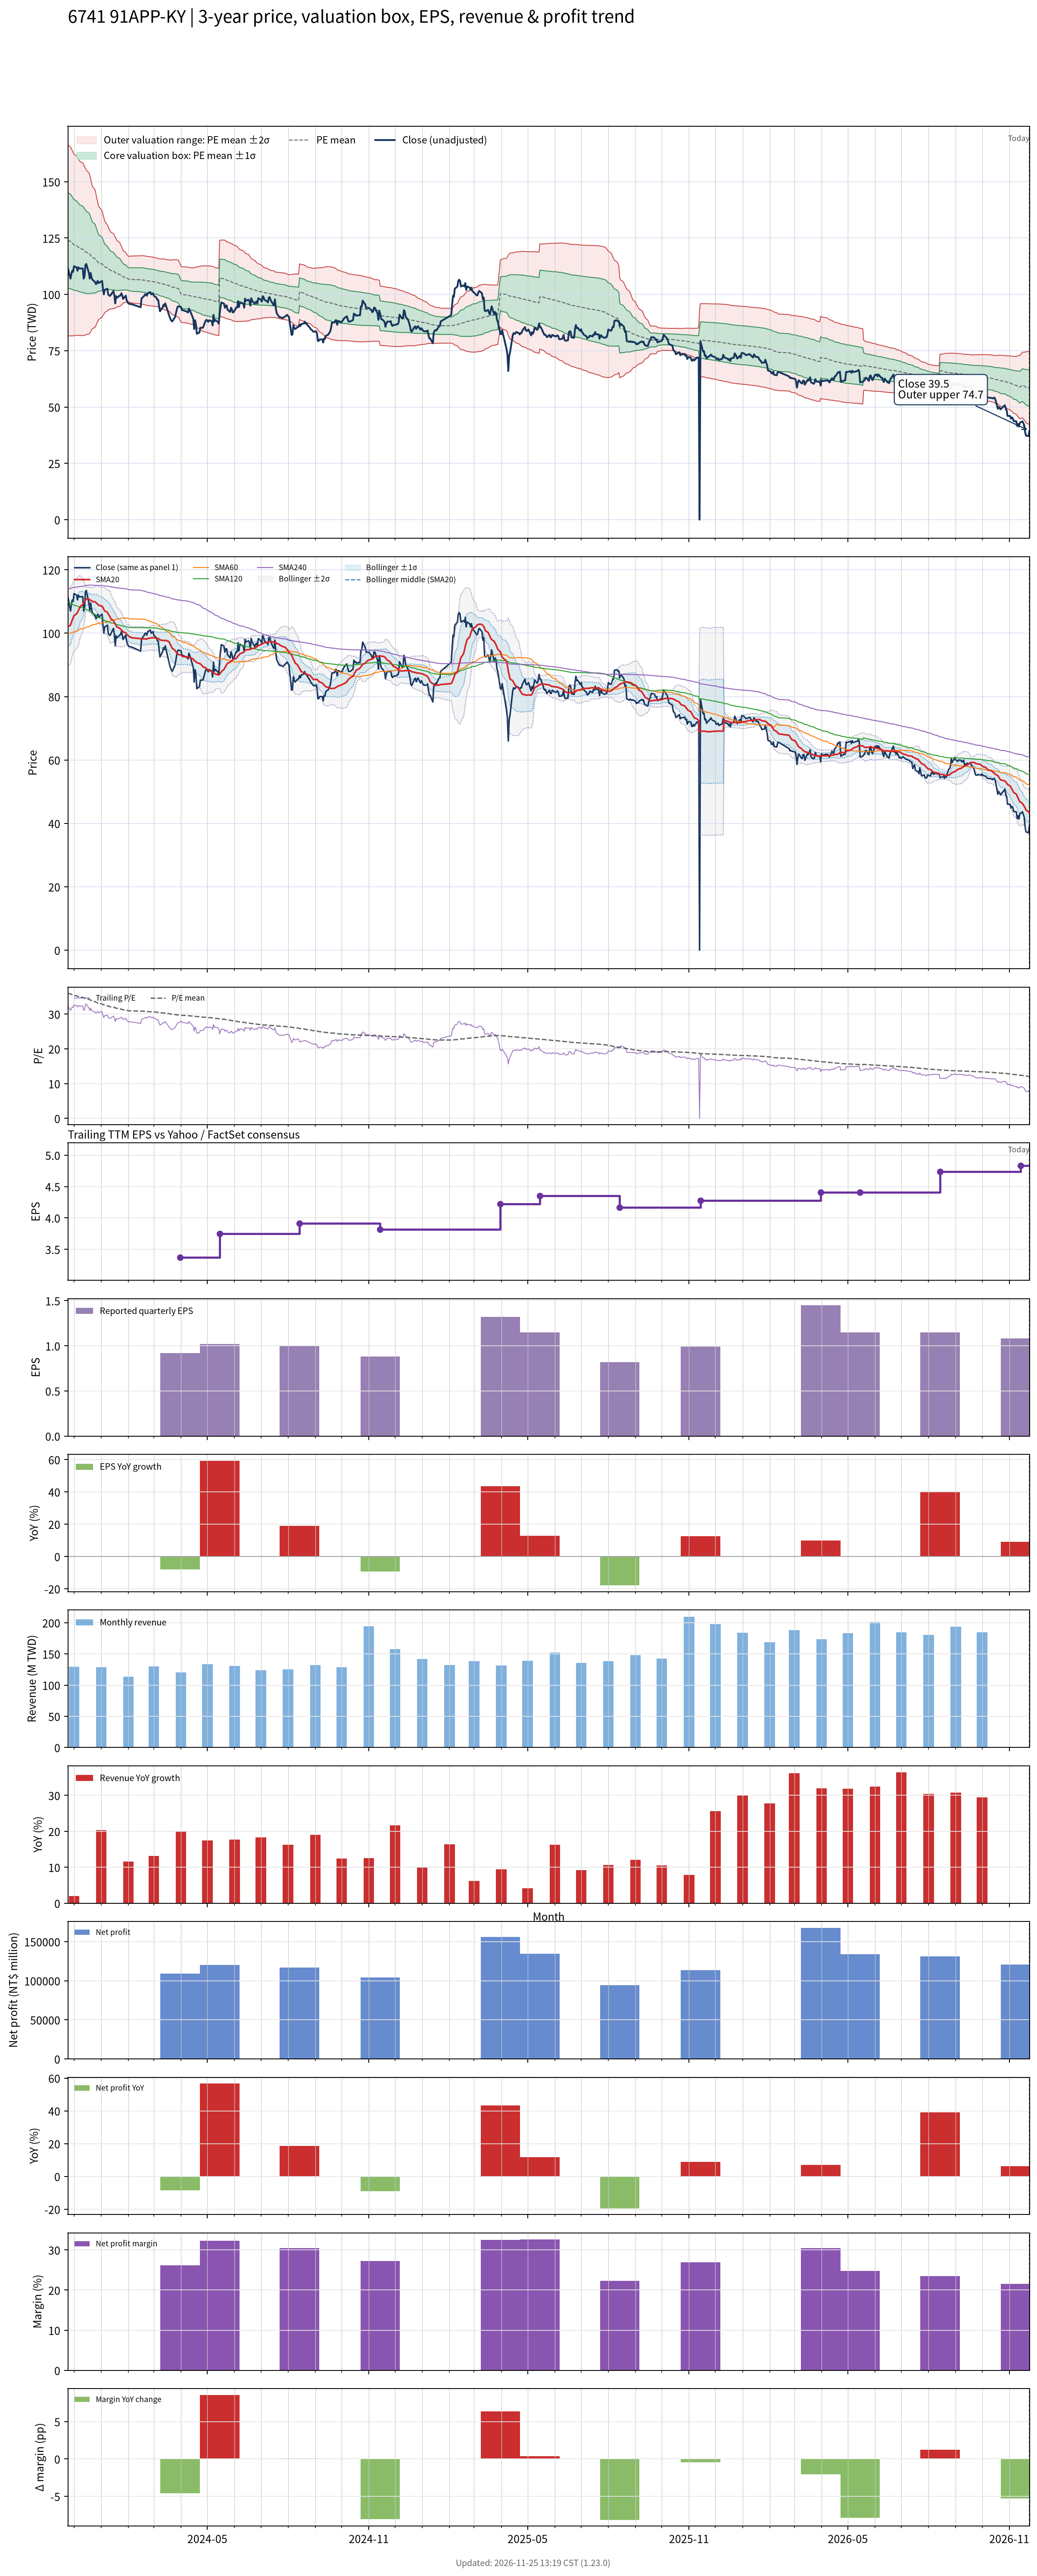 6741 91APP-KY | 3-year price, valuation box, EPS, revenue & profit trend
Outer valuation range: PE mean ±2σ
PE mean
Close (unadjusted)
Core valuation box: PE mean ±1σ
Today
Price (TWD)
150
125
100
75
50
25
0
Close 39.5
Outer upper 74.7
Close (same as panel 1)
SMA60
SMA240
Bollinger ±1σ
SMA20
SMA120
Bollinger ±2σ
Bollinger middle (SMA20)
Price
120
100
80
60
40
20
0
Trailing P/E
P/E mean
P/E
30
20
10
0
Trailing TTM EPS vs Yahoo / FactSet consensus
Today
EPS
5.0
4.5
4.0
3.5
Reported quarterly EPS
EPS
1.5
1.0
0.5
0.0
EPS YoY growth
YoY (%)
60
40
20
0
-20
Monthly revenue
Revenue (M TWD)
200
150
100
50
0
Revenue YoY growth
YoY (%)
30
20
10
0
Month
Net profit
Net profit (NT$ million)
150000
100000
50000
0
Net profit YoY
YoY (%)
60
40
20
0
-20
Net profit margin
Margin (%)
30
20
10
0
Margin YoY change
Δ margin (pp)
5
0
-5
2024-05
2024-11
2025-05
2025-11
2026-05
2026-11
Updated: 2026-11-25 13:19 CST (1.23.0)